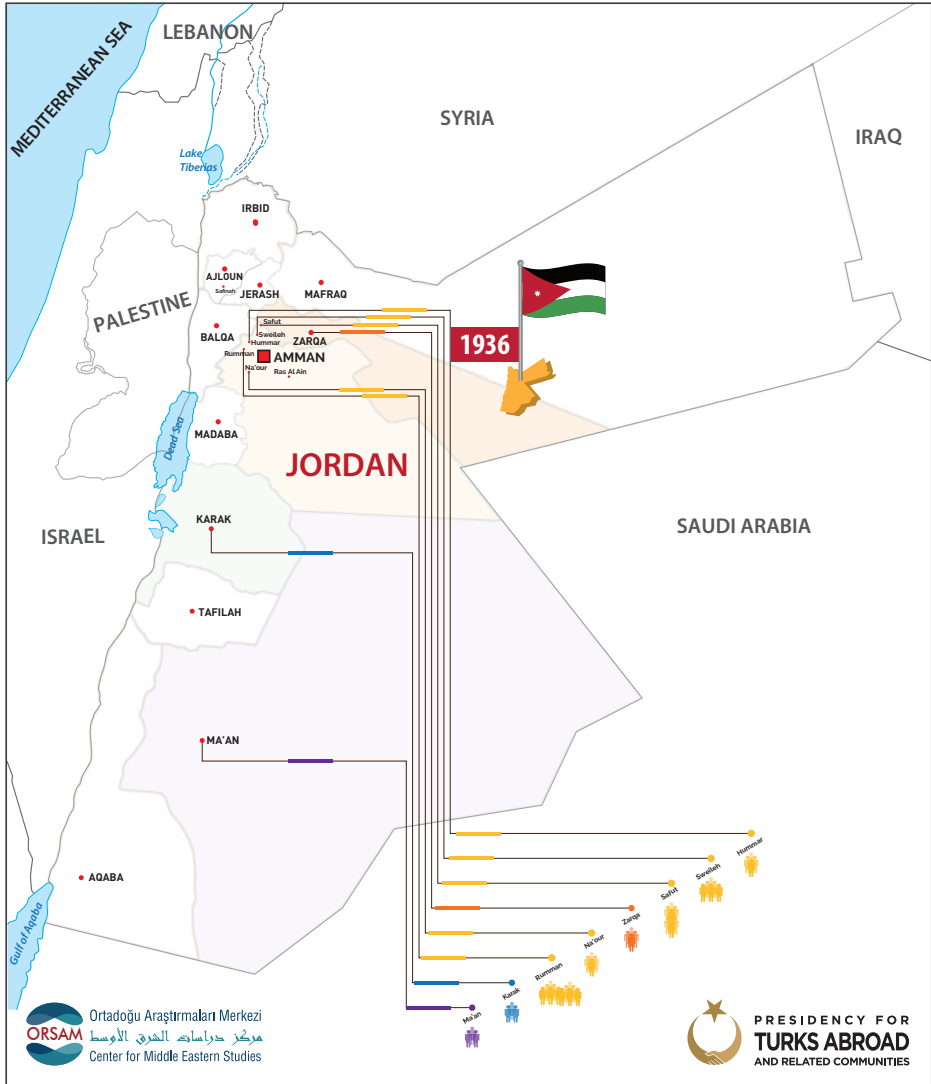 MEDITERRANEAN SEA
LEBANON
SYRIA
IRAQ
Lake
Tiberias
IRBID
AJLOUN
Safinah
JERASH
MAFRAQ
PALESTINE
BALQA
Safut
Sweileh
Hummar
ZARQA
Rumman
AMMAN
Na'our
Ras Al Ain
1936
Dead Sea
MADABA
JORDAN
KARAK
ISRAEL
SAUDI ARABIA
TAFILAH
MA'AN
AQABA
Gulf of Aqaba
Hummar
Sweileh
Safut
Zarqa
Na'our
Rumman
Karak
Ma'an
ORSAM
Ortadoğu Araştırmaları Merkezi
مركز دراسات الشرق الأوسط
Center for Middle Eastern Studies
PRESIDENCY FOR
TURKS ABROAD
AND RELATED COMMUNITIES